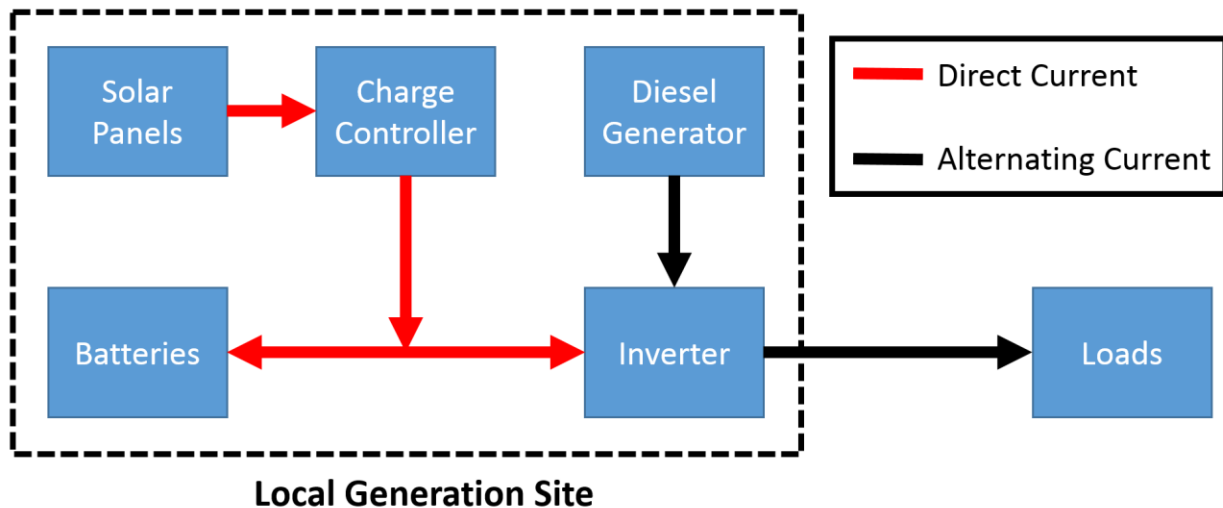 Solar
Panels
Charge
Controller
Diesel
Generator
Direct Current
Alternating Current
Batteries
Inverter
Loads
Local Generation Site